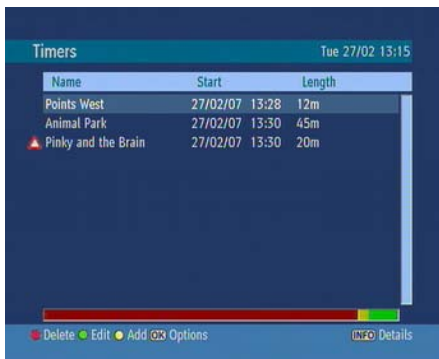 Timers Tue 27/02 13:15
Name Start Length
Points West 27/02/07 13:28 12m
Animal Park 27/02/07 13:30 45m
Pinky and the Brain 27/02/07 13:30 20m
Delete Edit Add OK Options INFO Details